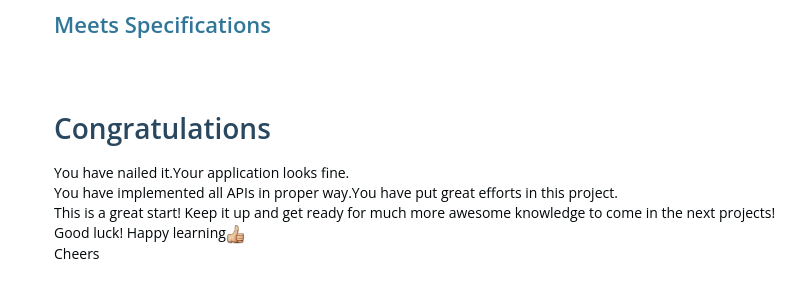 Meets Specifications
Congratulations
You have nailed it.Your application looks fine.
You have implemented all APIs in proper way.You have put great efforts in this project.
This is a great start! Keep it up and get ready for much more awesome knowledge to come in the next projects!
Good luck! Happy learning👍🏼
Cheers